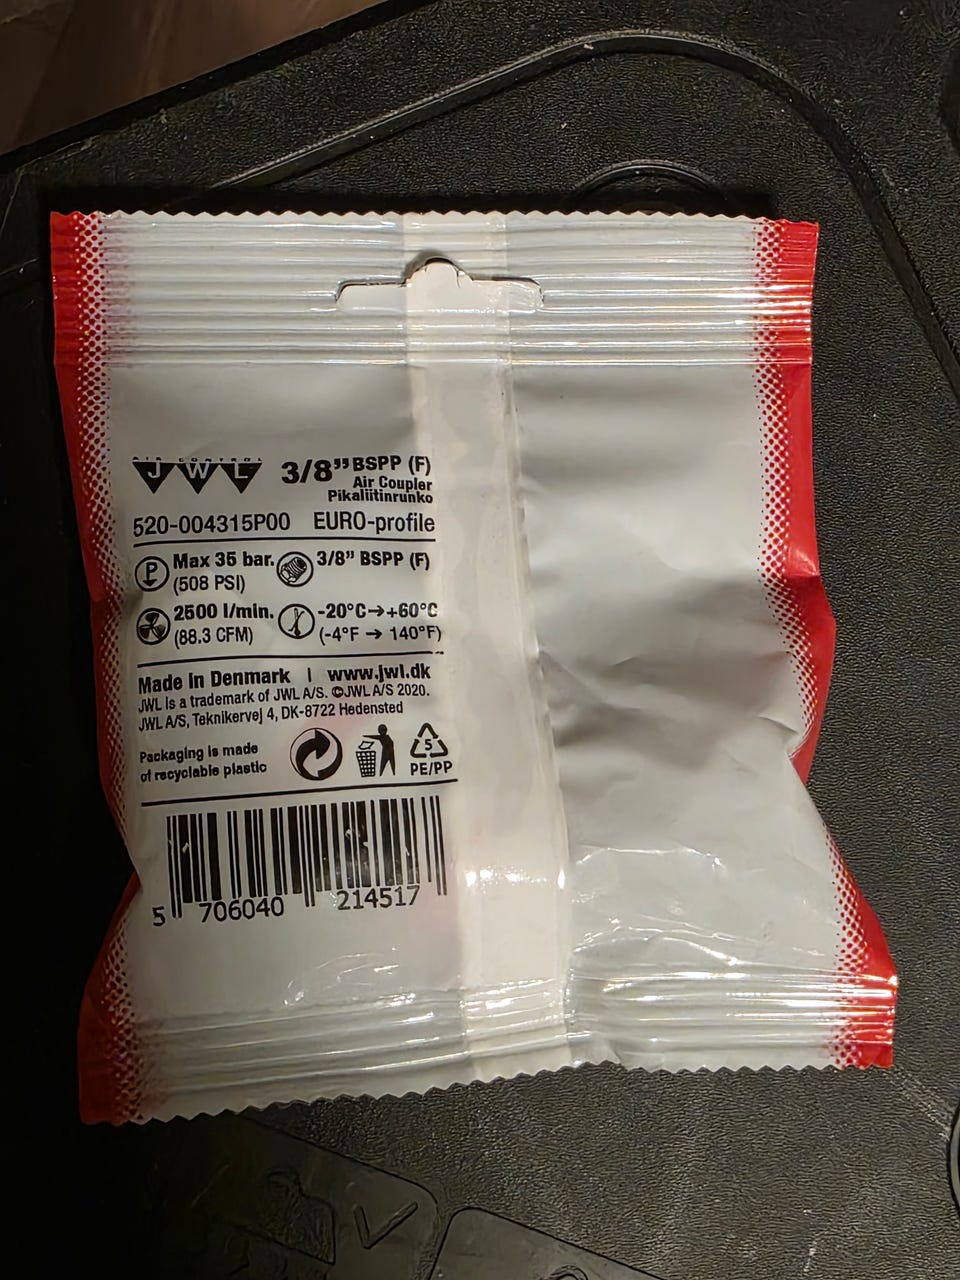 AIR CONTROL
JWL
3/8” BSPP (F)
Air Coupler
Pikaliitinrunko
520-004315P00 EURO-profile
P Max 35 bar. 3/8” BSPP (F)
(508 PSI)
2500 l/min. -20°C→+60°C
(88.3 CFM) (-4°F → 140°F)
Made in Denmark | www.jwl.dk
JWL is a trademark of JWL A/S. ©JWL A/S 2020.
JWL A/S, Teknikervej 4, DK-8722 Hedensted
Packaging is made
of recyclable plastic
5
PE/PP
5 706040 214517